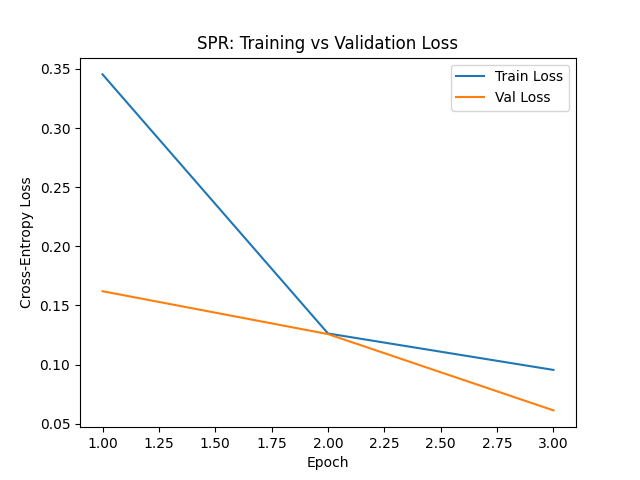 SPR: Training vs Validation Loss
Train Loss
Val Loss
Cross-Entropy Loss
0.35
0.30
0.25
0.20
0.15
0.10
0.05
1.00 1.25 1.50 1.75 2.00 2.25 2.50 2.75 3.00
Epoch